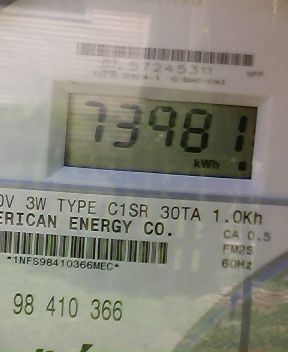 57245311
73981
kWh
0V 3W TYPE C1SR 30TA 1.0Kh
ERICAN ENERGY CO.
CA 0.5
FM2S
60Hz
*1NFS98410366MEC*
98 410 366